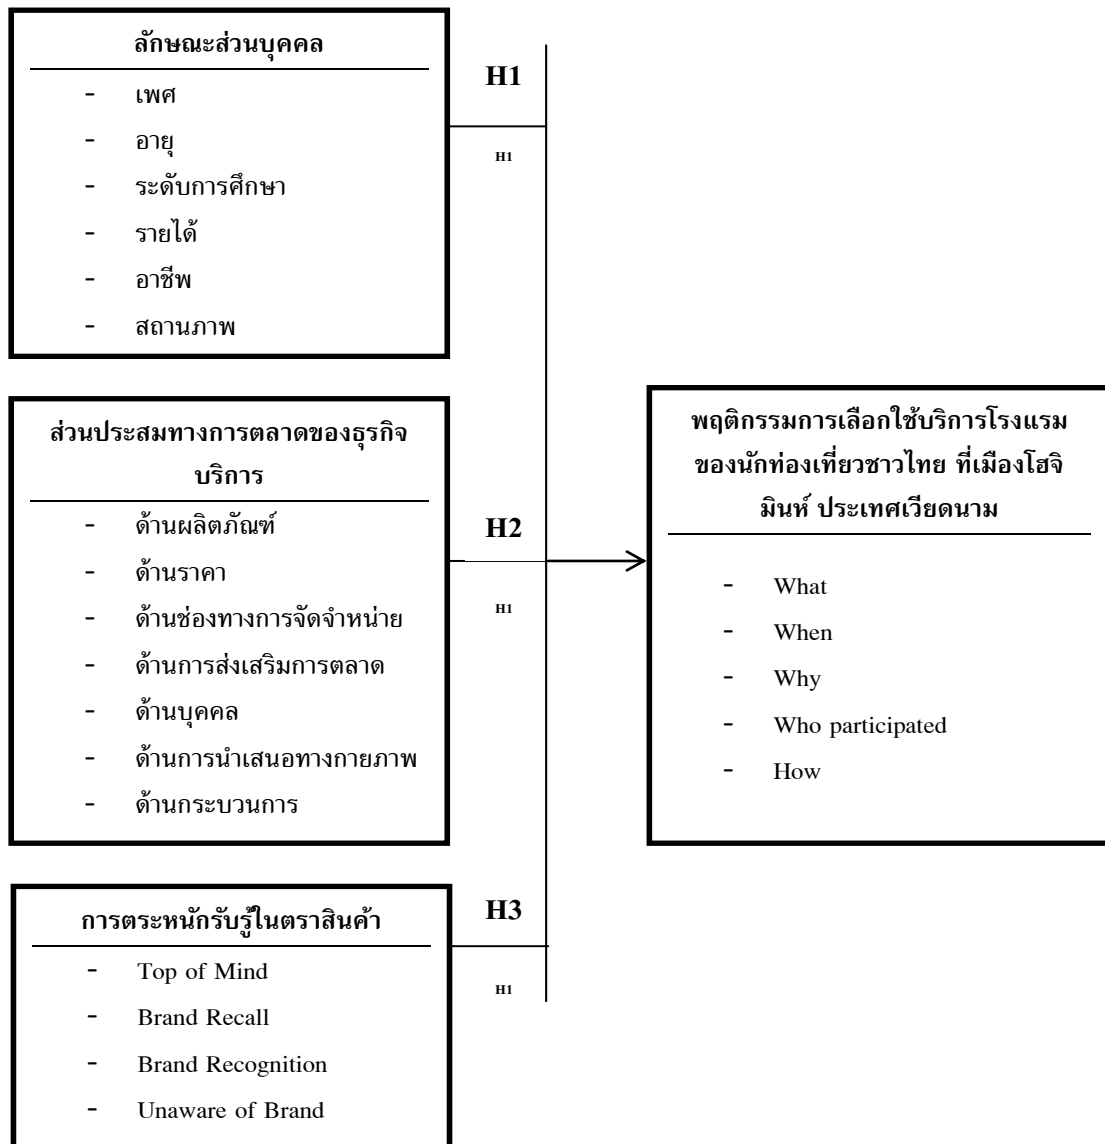 ลักษณะส่วนบุคคล
- เพศ
- อายุ
- ระดับการศึกษา
- รายได้
- อาชีพ
- สถานภาพ
H1
H1
ส่วนประสมทางการตลาดของธุรกิจ
บริการ
- ด้านผลิตภัณฑ์
- ด้านราคา
- ด้านช่องทางการจัดจำหน่าย
- ด้านการส่งเสริมการตลาด
- ด้านบุคคล
- ด้านการนำเสนอทางกายภาพ
- ด้านกระบวนการ
H2
H1
การตระหนักรับรู้ในตราสินค้า
- Top of Mind
- Brand Recall
- Brand Recognition
- Unaware of Brand
H3
H1
พฤติกรรมการเลือกใช้บริการโรงแรม
ของนักท่องเที่ยวชาวไทย ที่เมืองโฮจิ
มินห์ ประเทศเวียดนาม
- What
- When
- Why
- Who participated
- How